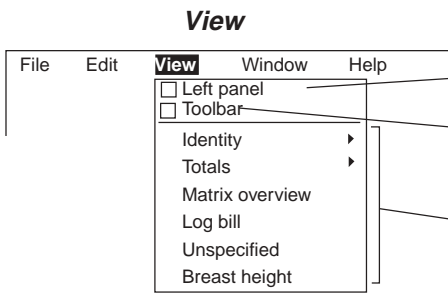 View
File Edit View Window Help
Left panel
Toolbar
Identity
Totals
Matrix overview
Log bill
Unspecified
Breast height